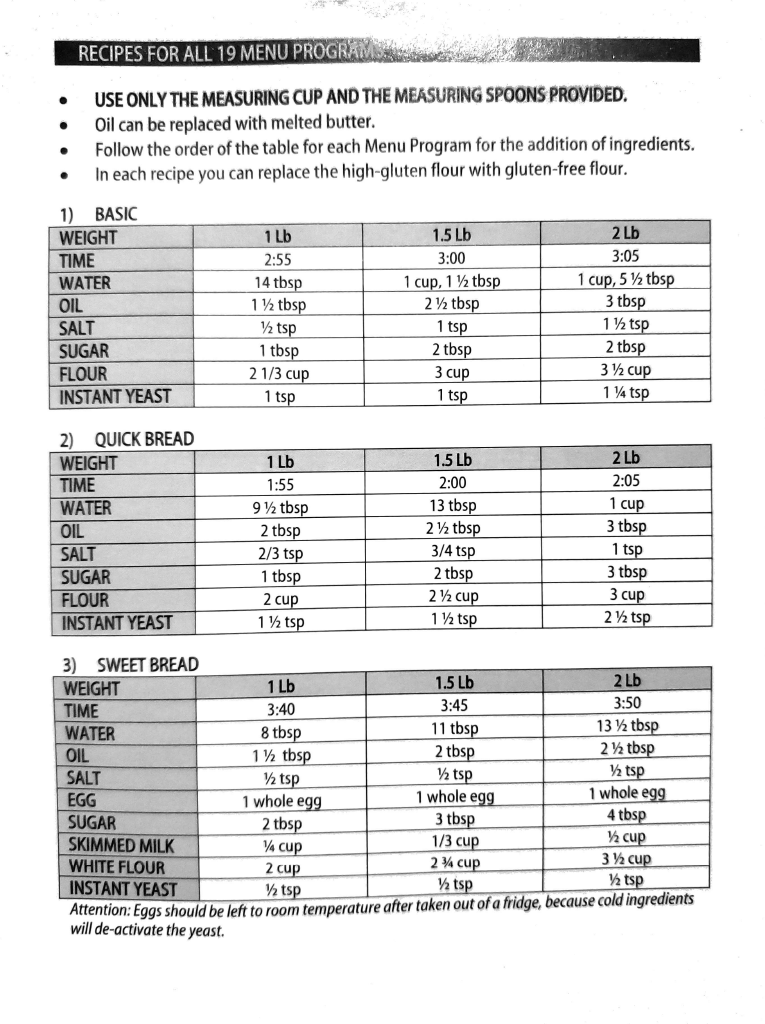 RECIPES FOR ALL 19 MENU PROGRAMS
• USE ONLY THE MEASURING CUP AND THE MEASURING SPOONS PROVIDED.
• Oil can be replaced with melted butter.
• Follow the order of the table for each Menu Program for the addition of ingredients.
• In each recipe you can replace the high-gluten flour with gluten-free flour.
1) BASIC
WEIGHT 1 Lb 1.5 Lb 2 Lb
TIME 2:55 3:00 3:05
WATER 14 tbsp 1 cup, 1 ½ tbsp 1 cup, 5 ½ tbsp
OIL 1 ½ tbsp 2 ½ tbsp 3 tbsp
SALT ½ tsp 1 tsp 1 ½ tsp
SUGAR 1 tbsp 2 tbsp 2 tbsp
FLOUR 2 1/3 cup 3 cup 3 ½ cup
INSTANT YEAST 1 tsp 1 tsp 1 ¼ tsp
2) QUICK BREAD
WEIGHT 1 Lb 1.5 Lb 2 Lb
TIME 1:55 2:00 2:05
WATER 9 ½ tbsp 13 tbsp 1 cup
OIL 2 tbsp 2 ½ tbsp 3 tbsp
SALT 2/3 tsp 3/4 tsp 1 tsp
SUGAR 1 tbsp 2 tbsp 3 tbsp
FLOUR 2 cup 2 ½ cup 3 cup
INSTANT YEAST 1 ½ tsp 1 ½ tsp 2 ½ tsp
3) SWEET BREAD
WEIGHT 1 Lb 1.5 Lb 2 Lb
TIME 3:40 3:45 3:50
WATER 8 tbsp 11 tbsp 13 ½ tbsp
OIL 1 ½ tbsp 2 tbsp 2 ½ tbsp
SALT ½ tsp ½ tsp ½ tsp
EGG 1 whole egg 1 whole egg 1 whole egg
SUGAR 2 tbsp 3 tbsp 4 tbsp
SKIMMED MILK ¼ cup 1/3 cup ½ cup
WHITE FLOUR 2 cup 2 ¾ cup 3 ½ cup
INSTANT YEAST ½ tsp ½ tsp ½ tsp
Attention: Eggs should be left to room temperature after taken out of a fridge, because cold ingredients
will de-activate the yeast.